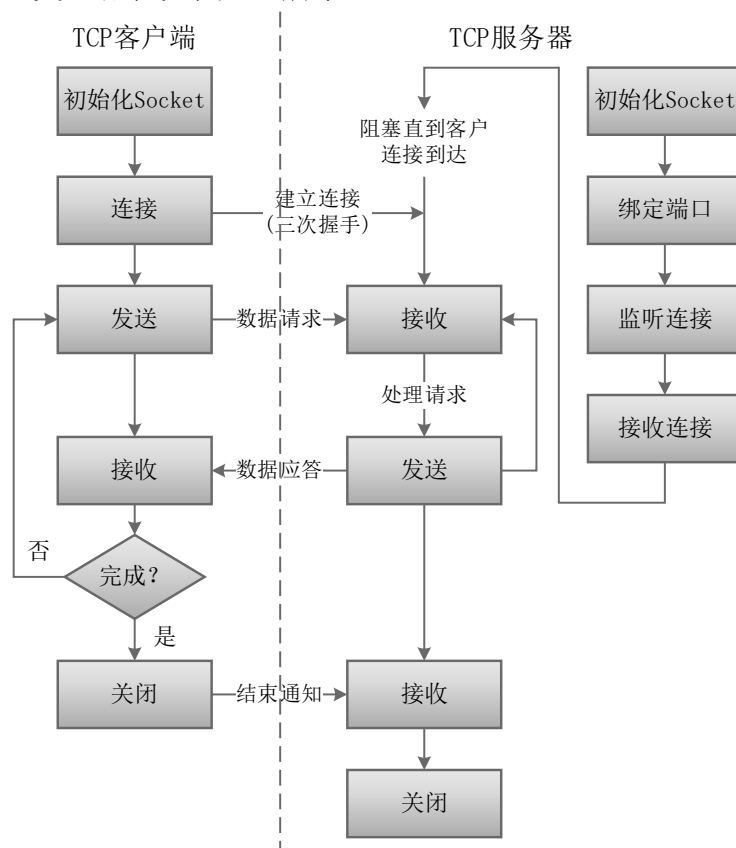 TCP客户端
TCP服务器
初始化Socket
初始化Socket
阻塞直到客户
连接到达
连接
建立连接
(三次握手)
绑定端口
发送
数据请求
接收
监听连接
处理请求
接收连接
接收
数据应答
发送
否
完成?
是
关闭
结束通知
接收
关闭